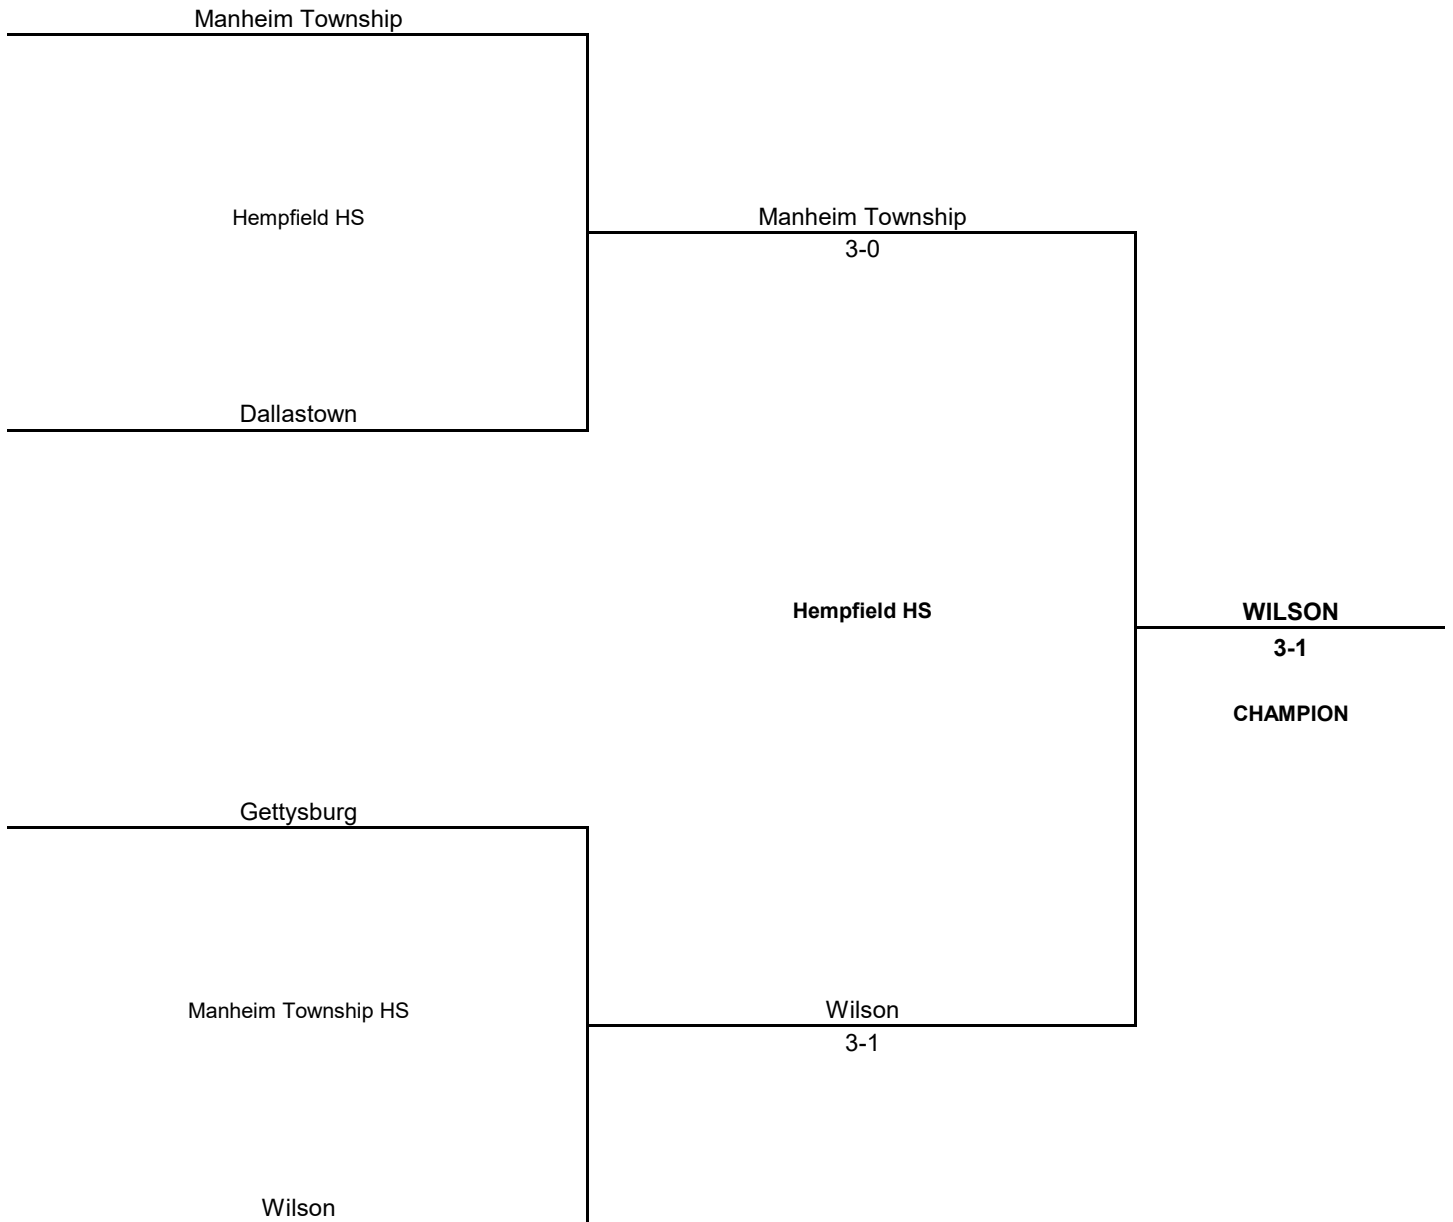 Manheim Township
Hempfield HS
Manheim Township
3-0
Dallastown
Hempfield HS
WILSON
3-1
CHAMPION
Gettysburg
Manheim Township HS
Wilson
3-1
Wilson